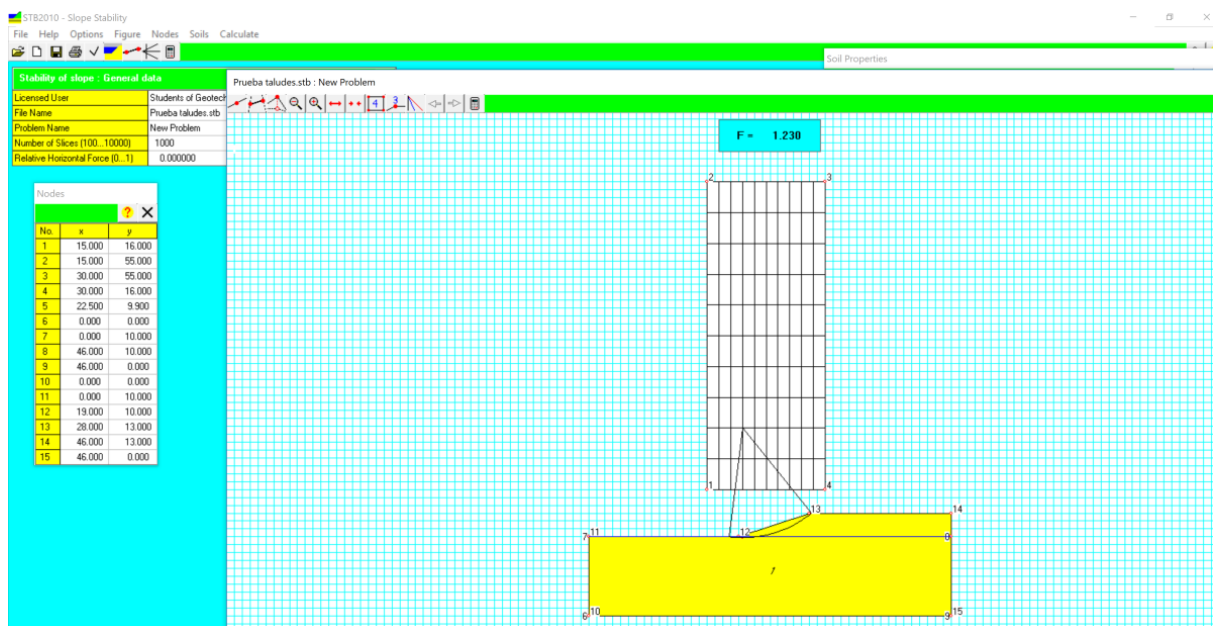 STB2010 - Slope Stability
File Help Options Figure Nodes Soils Calculate
Soil Properties
Stability of slope : General data
Licensed User Students of Geotech
File Name Prueba taludes.stb
Problem Name New Problem
Number of Slices (100...10000) 1000
Relative Horizontal Force (0...1) 0.000000
Prueba taludes.stb : New Problem
4 3
F = 1.230
Nodes
?
No. x y
1 15.000 16.000
2 15.000 55.000
3 30.000 55.000
4 30.000 16.000
5 22.500 9.900
6 0.000 0.000
7 0.000 10.000
8 46.000 10.000
9 46.000 0.000
10 0.000 0.000
11 0.000 10.000
12 19.000 10.000
13 28.000 13.000
14 46.000 13.000
15 46.000 0.000
2 3
1 4
13 14
7 11 12 8
1
6 10 9 15